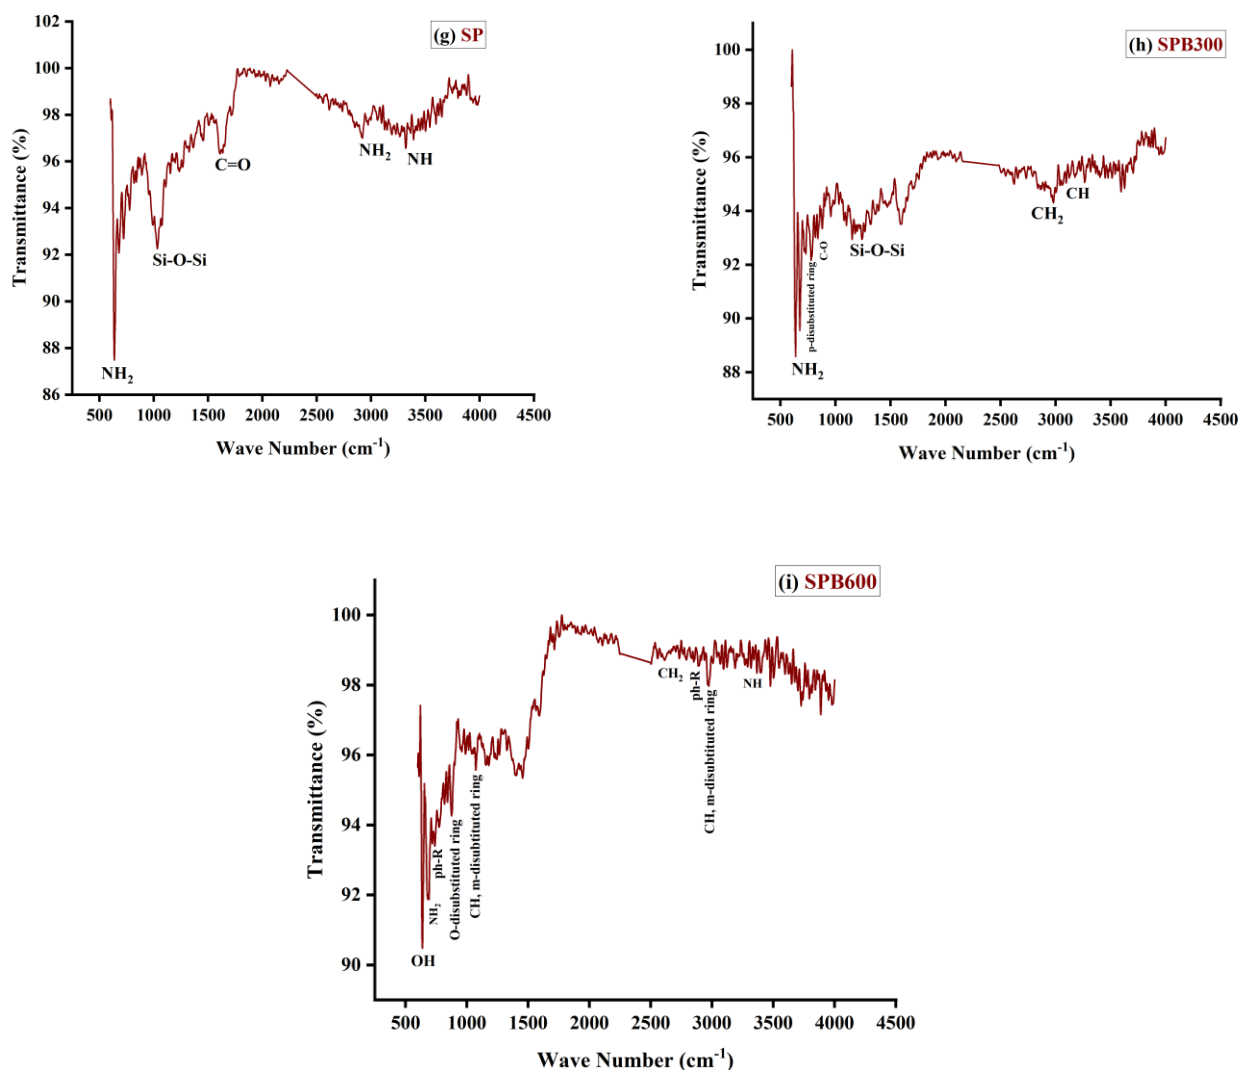 (g) SP
102
100
98
96
94
92
90
88
86
Transmittance (%)
C=O
Si-O-Si
NH2
NH
NH2
500 1000 1500 2000 2500 3000 3500 4000 4500
Wave Number (cm-1)
(h) SPB300
100
98
96
94
92
90
88
Transmittance (%)
CH2
CH
Si-O-Si
C-O
p-disubstituted ring
NH2
500 1000 1500 2000 2500 3000 3500 4000 4500
Wave Number (cm-1)
(i) SPB600
100
98
96
94
92
90
Transmittance (%)
CH2
ph-R
CH, m-disubtituted ring
NH
OH
NH2
ph-R
O-disubstituted ring
CH, m-disubtituted ring
500 1000 1500 2000 2500 3000 3500 4000 4500
Wave Number (cm-1)